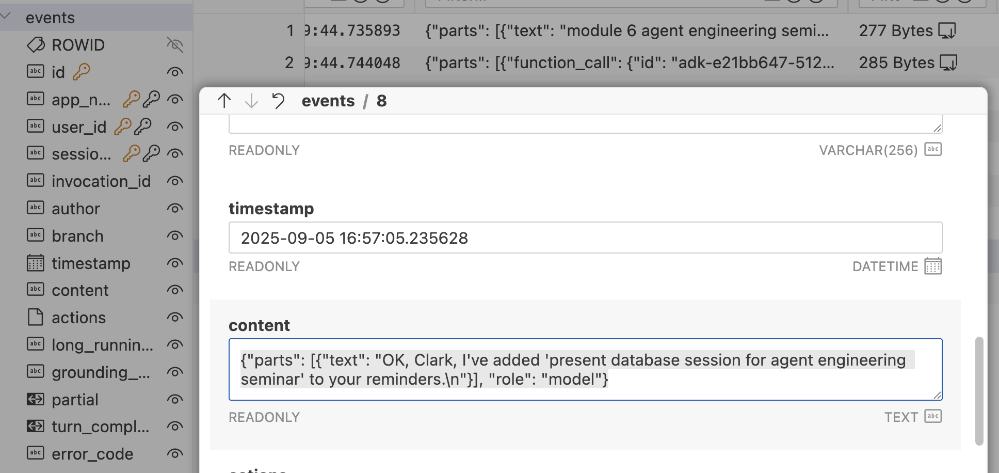 events
ROWID
id
app_n...
user_id
sessio...
invocation_id
author
branch
timestamp
content
actions
long_runnin...
grounding_...
partial
turn_compl...
error_code
1 9:44.735893 {"parts": [{"text": "module 6 agent engineering semi... 277 Bytes
2 9:44.744048 {"parts": [{"function_call": {"id": "adk-e21bb647-512... 285 Bytes
events / 8
READONLY VARCHAR(256) abc
timestamp
2025-09-05 16:57:05.235628
READONLY DATETIME
content
{"parts": [{"text": "OK, Clark, I've added 'present database session for agent engineering
seminar' to your reminders.\n"}], "role": "model"}
READONLY TEXT abc